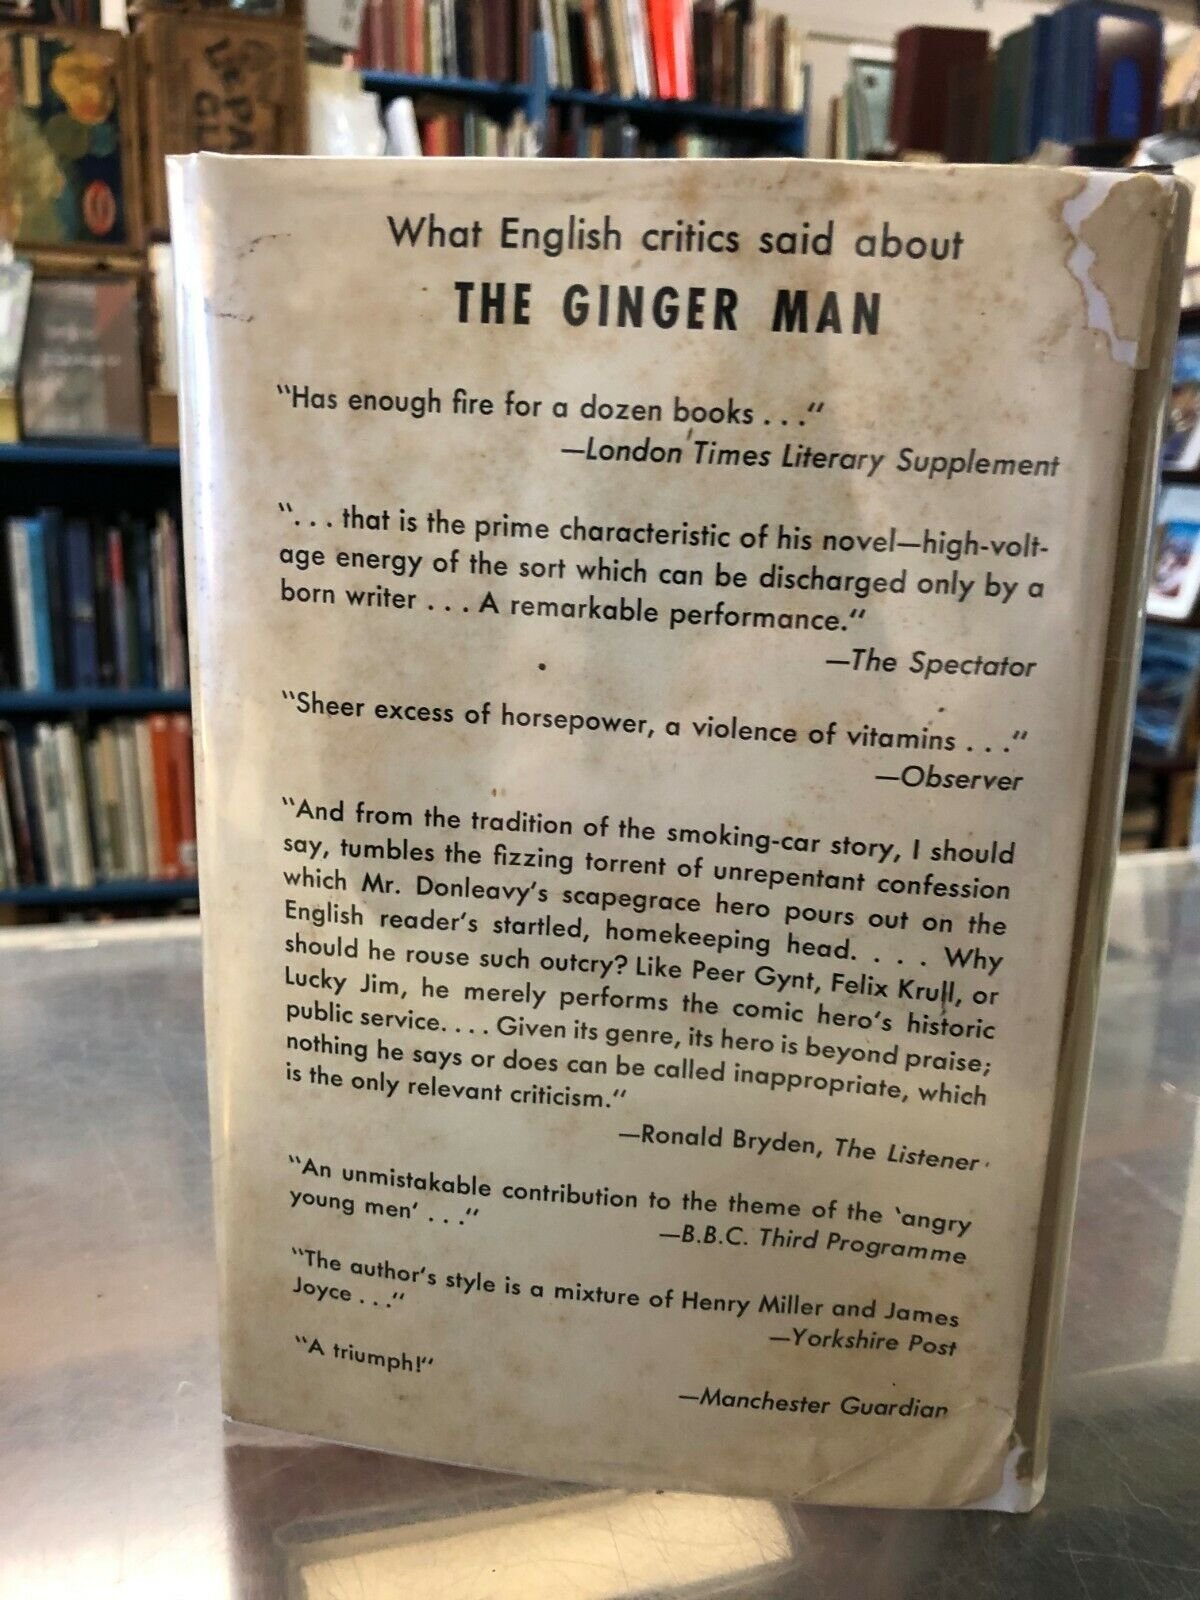 LePA
GL
What English critics said about
THE GINGER MAN
"Has enough fire for a dozen books . . ."
—London Times Literary Supplement
". . . that is the prime characteristic of his novel—high-volt-
age energy of the sort which can be discharged only by a
born writer . . . A remarkable performance."
—The Spectator
"Sheer excess of horsepower, a violence of vitamins . . ."
—Observer
"And from the tradition of the smoking-car story, I should
say, tumbles the fizzing torrent of unrepentant confession
which Mr. Donleavy's scapegrace hero pours out on the
English reader's startled, homekeeping head. . . . Why
should he rouse such outcry? Like Peer Gynt, Felix Krull, or
Lucky Jim, he merely performs the comic hero's historic
public service. . . . Given its genre, its hero is beyond praise;
nothing he says or does can be called inappropriate, which
is the only relevant criticism."
—Ronald Bryden, The Listener
"An unmistakable contribution to the theme of the 'angry
young men' . . ."
—B.B.C. Third Programme
"The author's style is a mixture of Henry Miller and James
Joyce . . ."
—Yorkshire Post
"A triumph!"
—Manchester Guardian